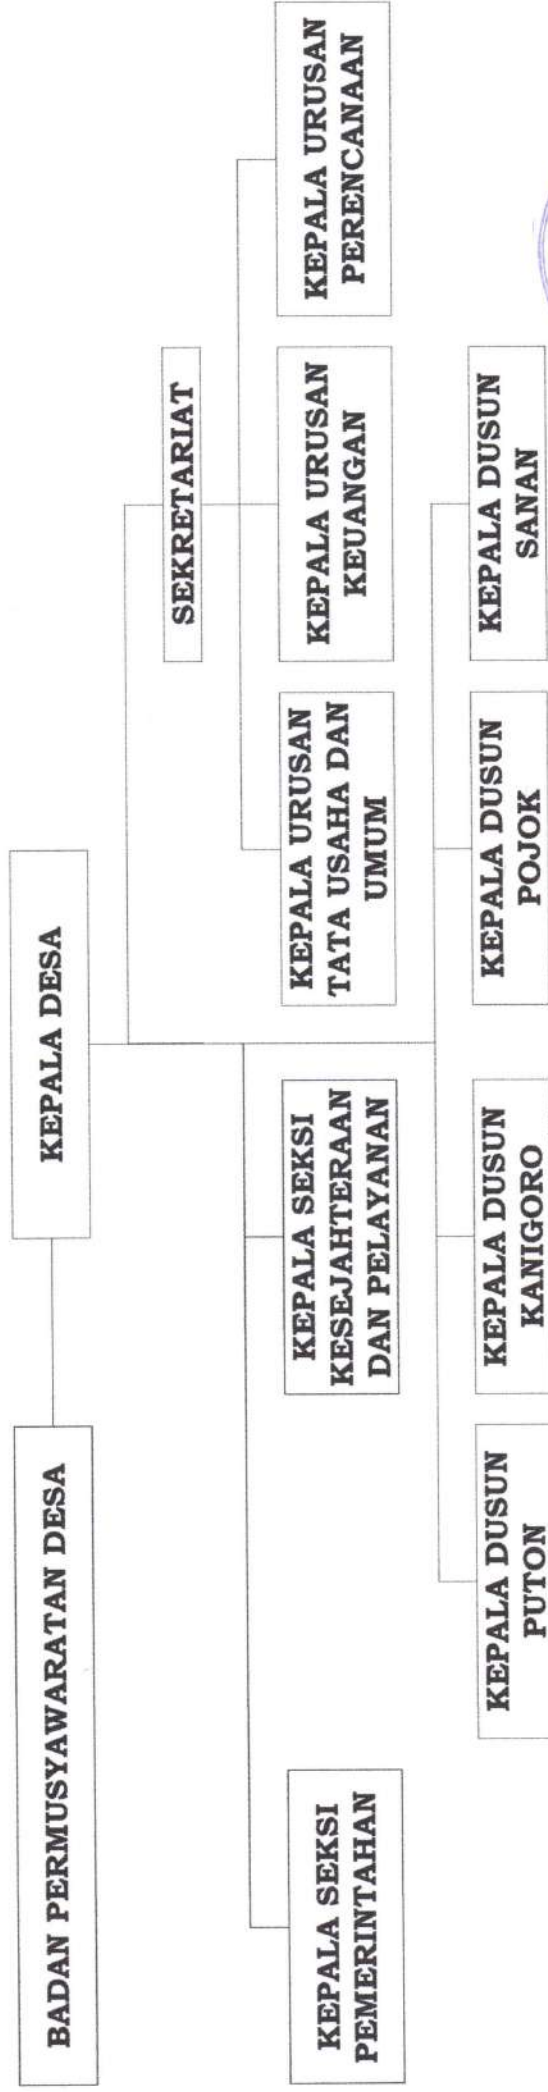 BADAN PERMUSYAWARATAN DESA
KEPALA DESA
SEKRETARIAT
KEPALA SEKSI
PEMERINTAHAN
KEPALA SEKSI
KESEJAHTERAAN
DAN PELAYANAN
KEPALA URUSAN
TATA USAHA DAN
UMUM
KEPALA URUSAN
KEUANGAN
KEPALA URUSAN
PERENCANAAN
KEPALA DUSUN
PUTON
KEPALA DUSUN
KANIGORO
KEPALA DUSUN
POJOK
KEPALA DUSUN
SANAN